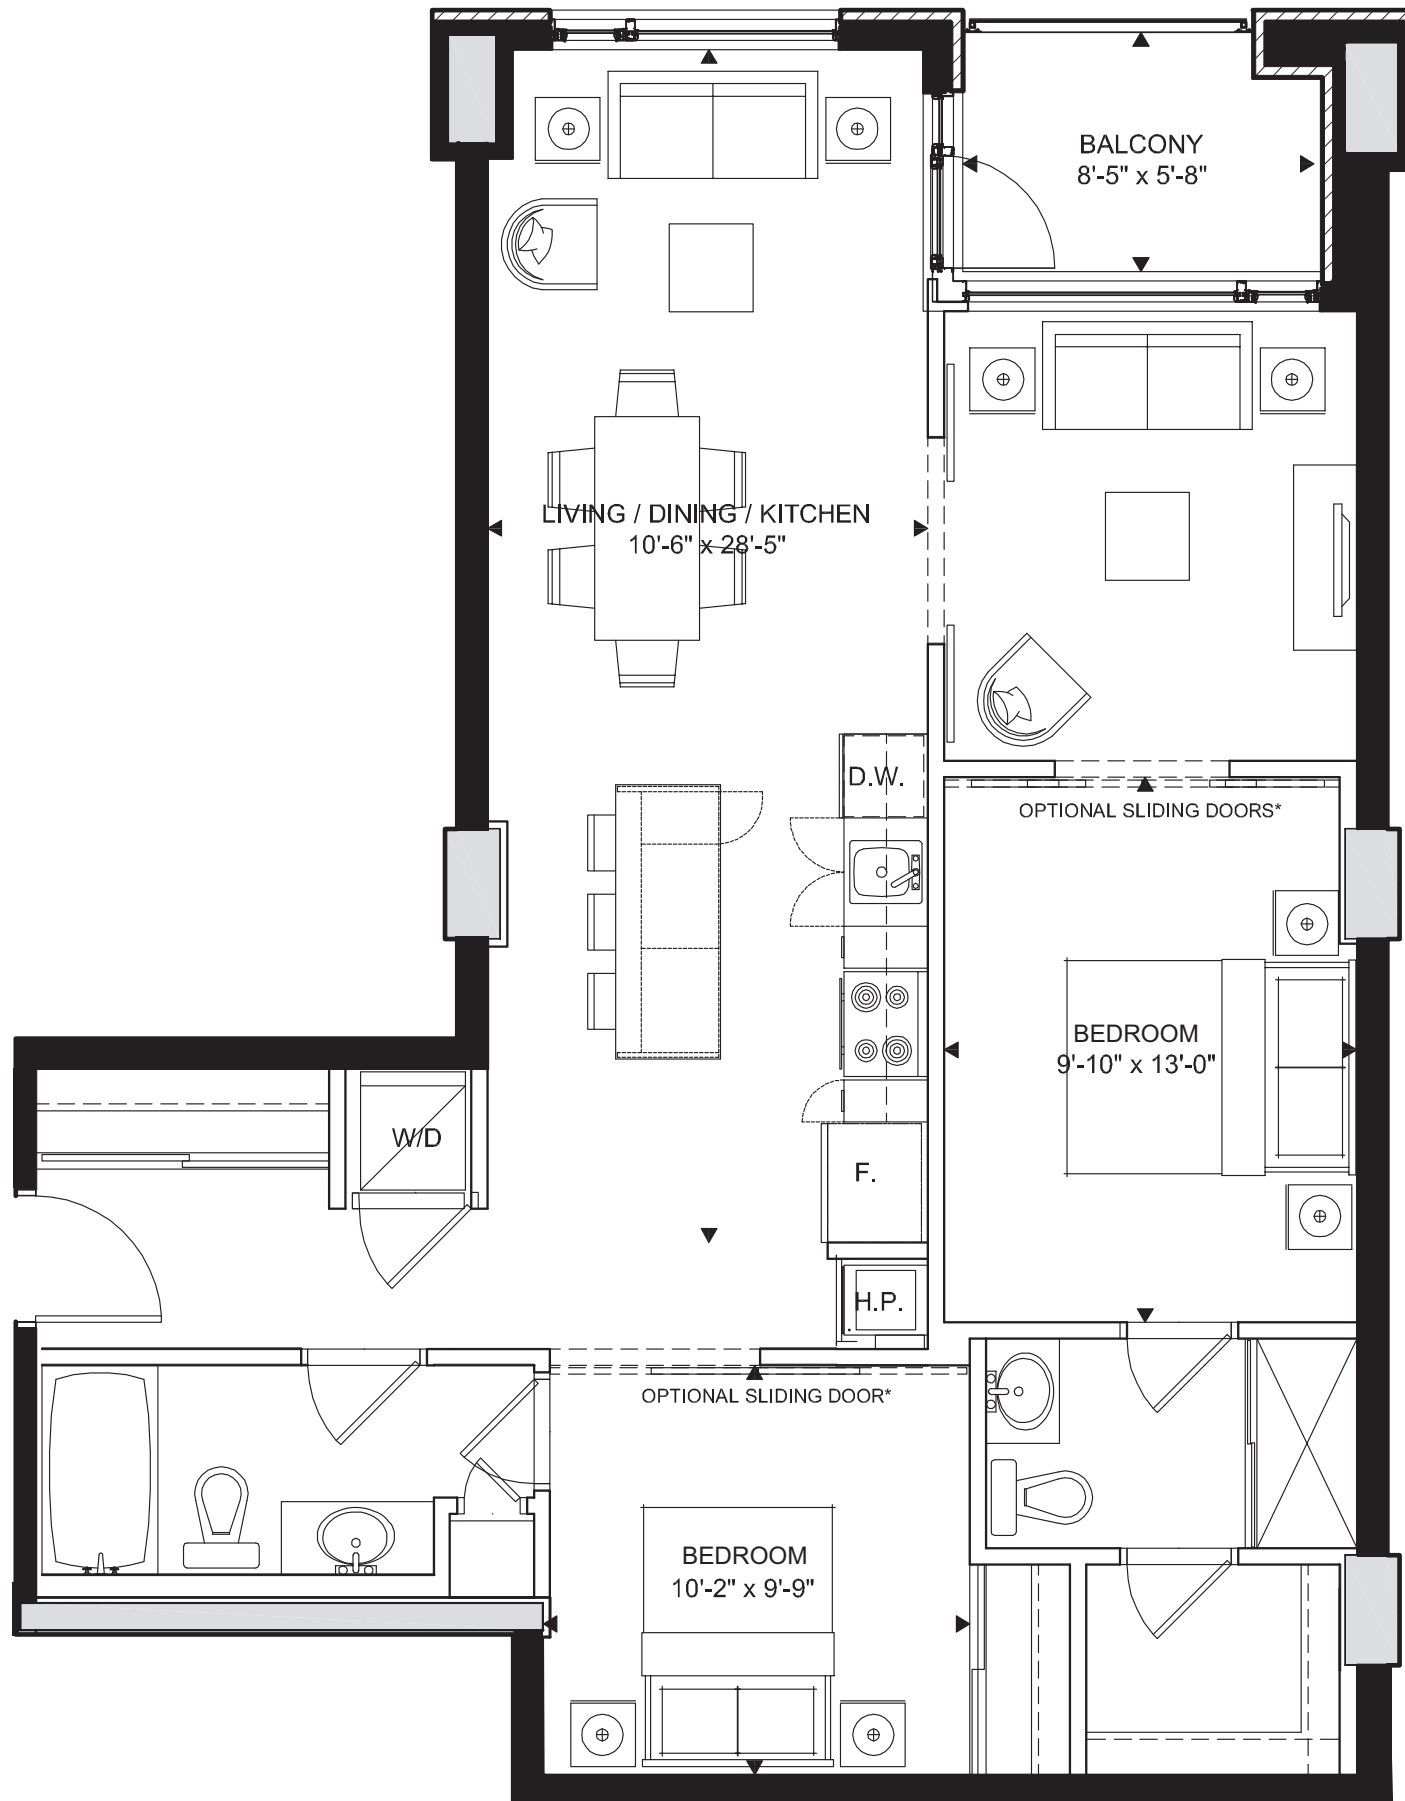 BALCONY
8'-5" x 5'-8"
LIVING / DINING / KITCHEN
10'-6" x 28'-5"
D.W.
OPTIONAL SLIDING DOORS*
BEDROOM
9'-10" x 13'-0"
W/D
F.
H.P.
OPTIONAL SLIDING DOOR*
BEDROOM
10'-2" x 9'-9"